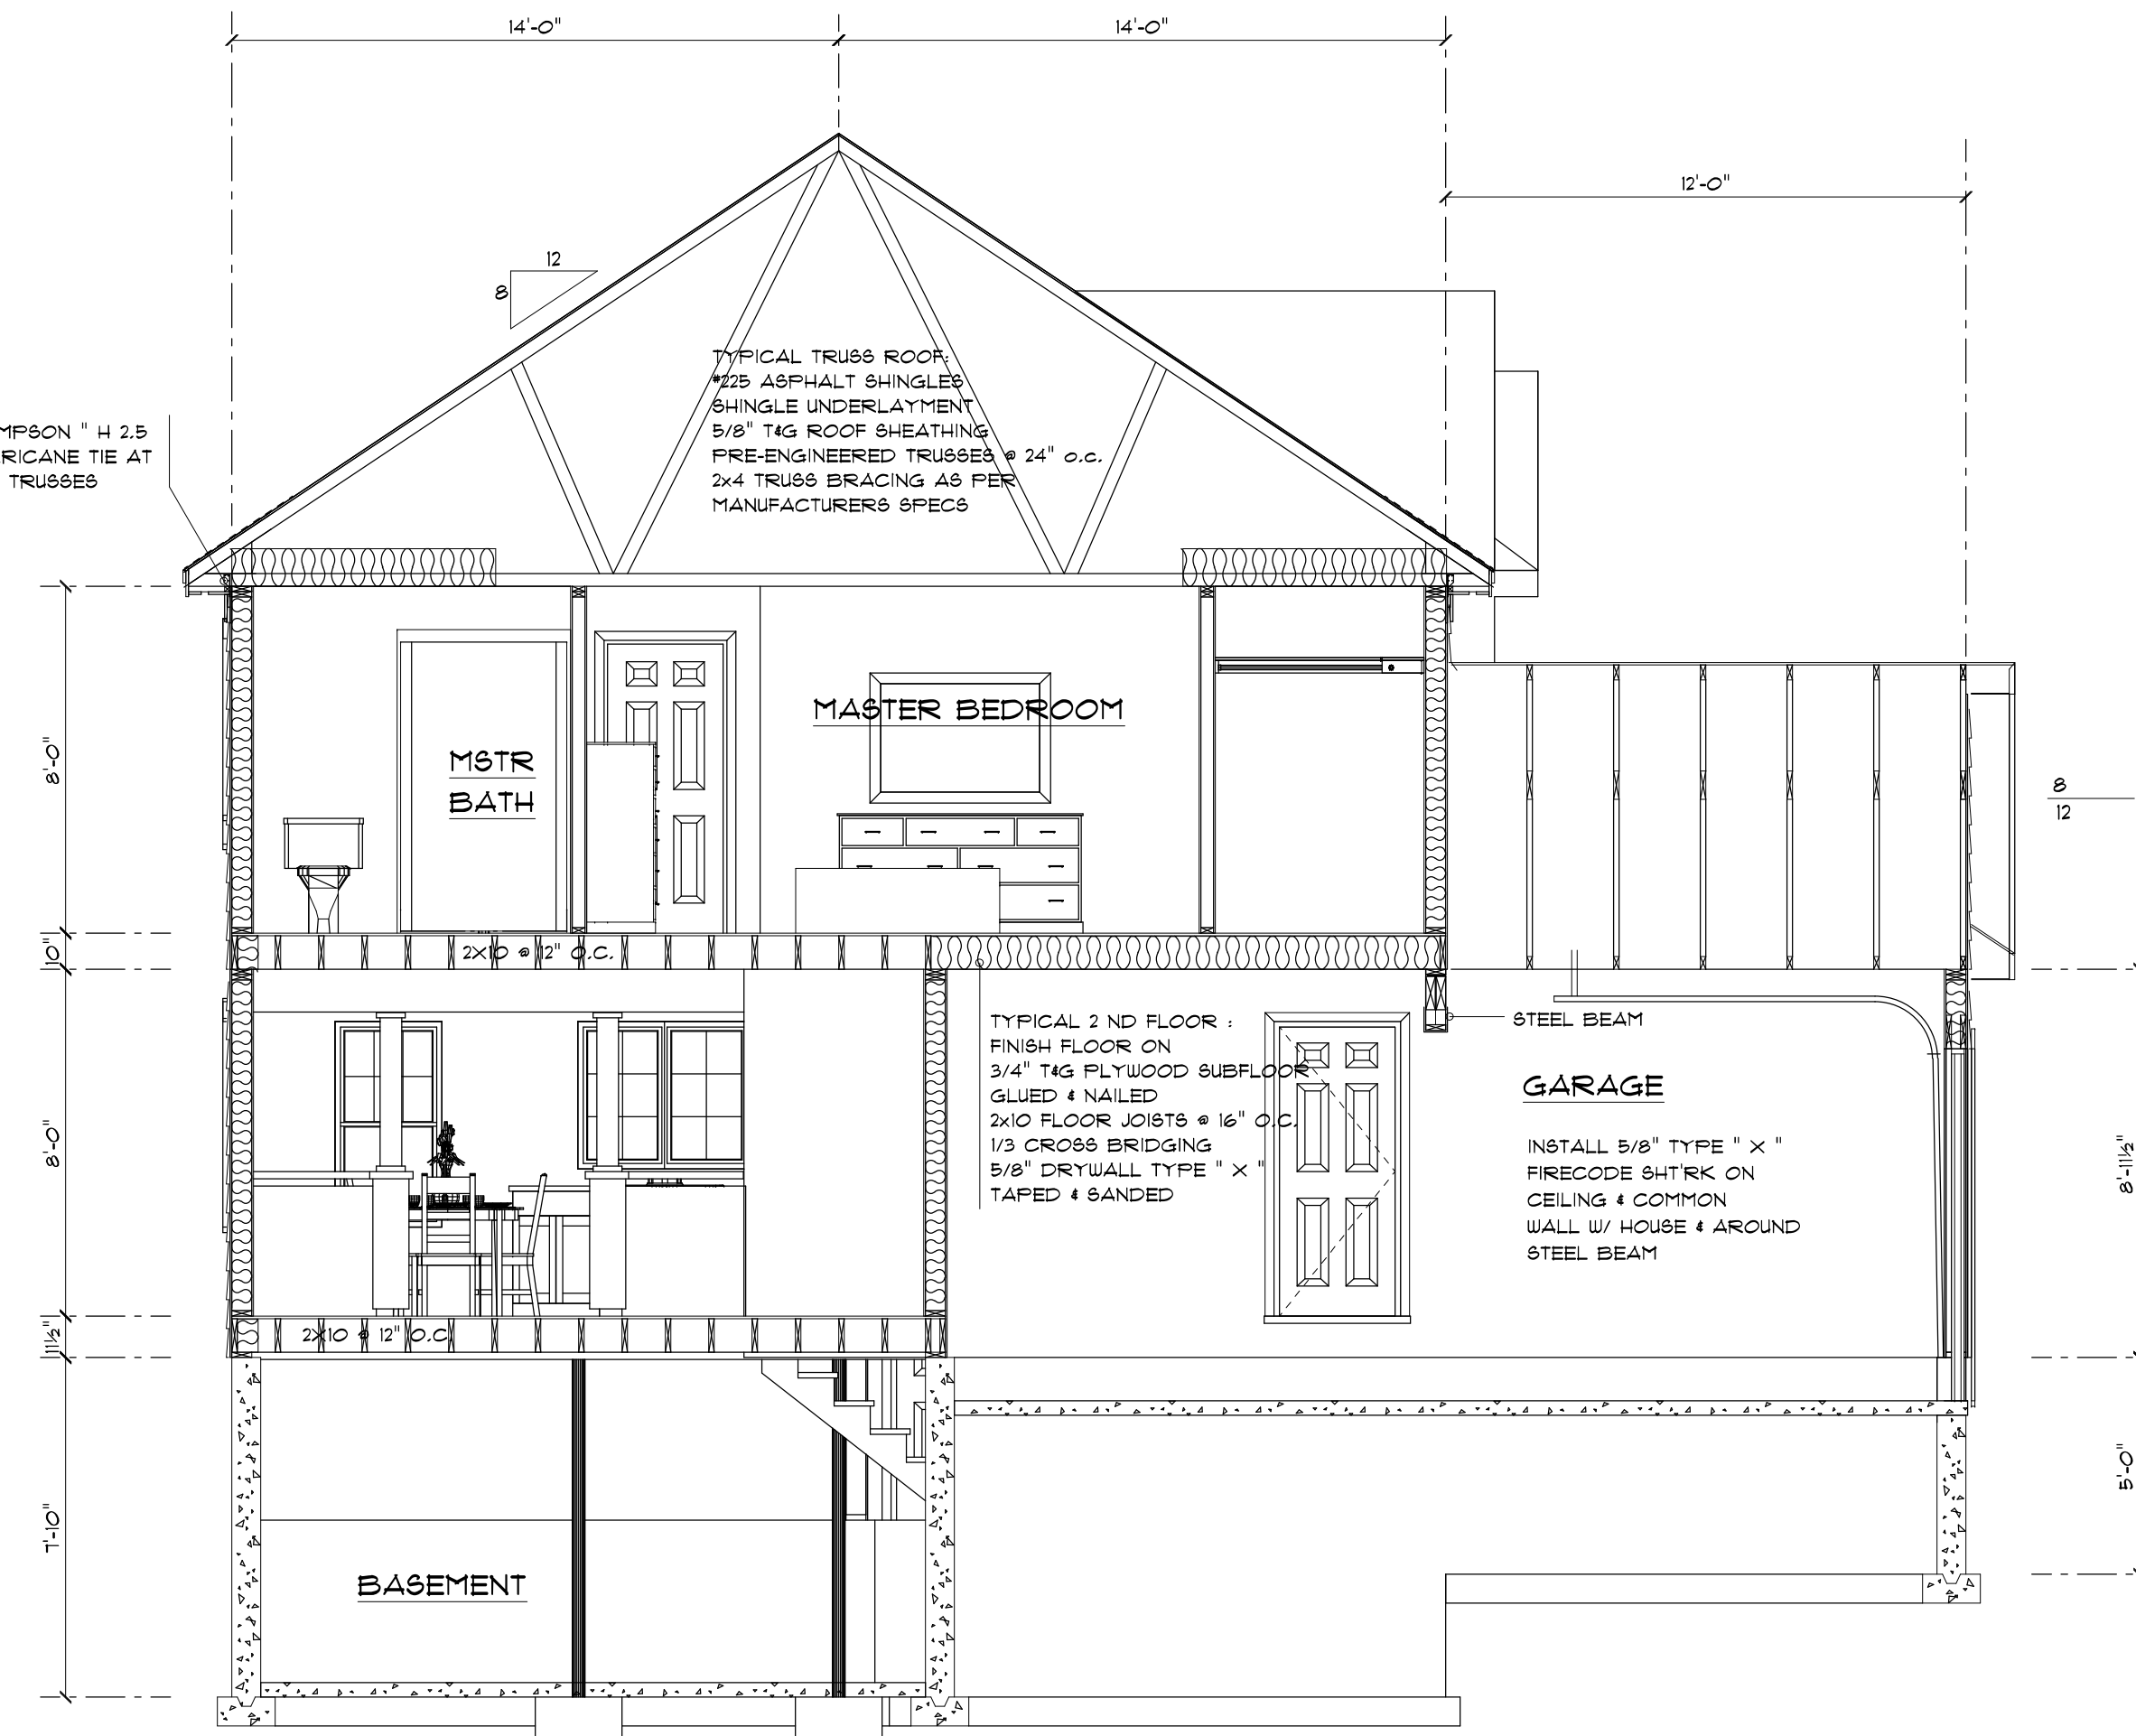 14'-0"
14'-0"
12'-0"
12
8
TYPICAL TRUSS ROOF:
#225 ASPHALT SHINGLES
SHINGLE UNDERLAYMENT
5/8" T&G ROOF SHEATHING
PRE-ENGINEERED TRUSSES @ 24" O.C.
2x4 TRUSS BRACING AS PER
MANUFACTURERS SPECS
MPSON " H 2.5
RICANE TIE AT
TRUSSES
8'-0"
MASTER BEDROOM
MSTR
BATH
8
12
10"
2X10 @ 12" O.C.
TYPICAL 2 ND FLOOR :
FINISH FLOOR ON
3/4" T&G PLYWOOD SUBFLOOR
GLUED & NAILED
2x10 FLOOR JOISTS @ 16" O.C.
1/3 CROSS BRIDGING
5/8" DRYWALL TYPE " X "
TAPED & SANDED
STEEL BEAM
GARAGE
INSTALL 5/8" TYPE " X "
FIRECODE SHT'RK ON
CEILING & COMMON
WALL W/ HOUSE & AROUND
STEEL BEAM
8'-0"
8'-11½"
11½"
2X10 @ 12" O.C.
5'-0"
7'-10"
BASEMENT